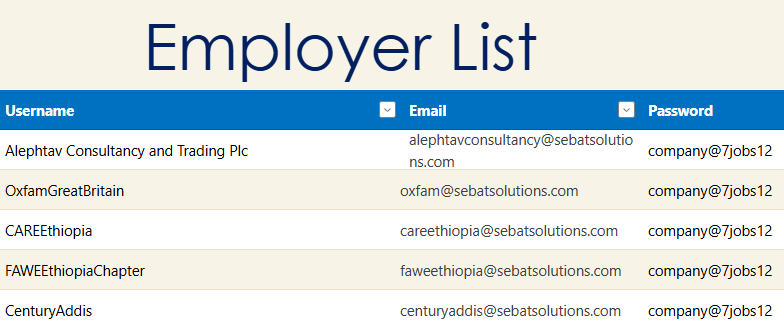 Employer List
Username Email Password
Alephtav Consultancy and Trading Plc alephtavconsultancy@sebatsolutio
ns.com company@7jobs12
OxfamGreatBritain oxfam@sebatsolutions.com company@7jobs12
CAREEthiopia careethiopia@sebatsolutions.com company@7jobs12
FAWEEthiopiaChapter faweethiopia@sebatsolutions.com company@7jobs12
CenturyAddis centuryaddis@sebatsolutions.com company@7jobs12